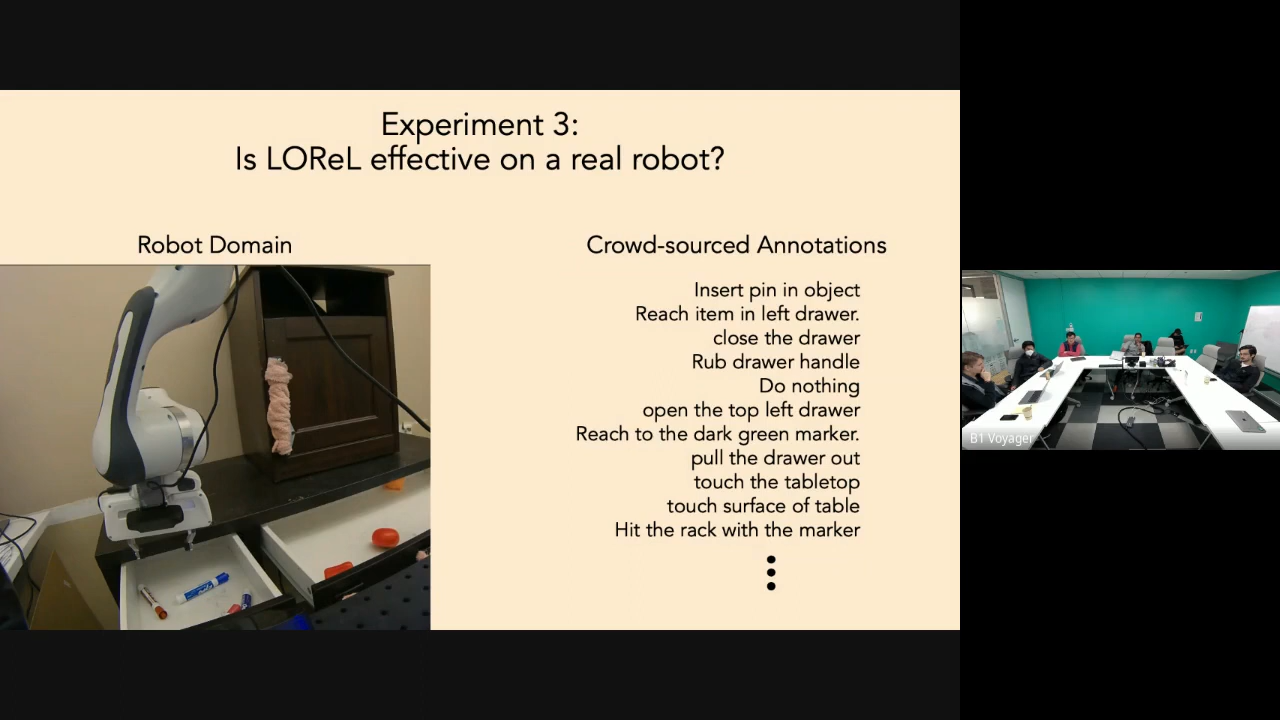 Experiment 3:
Is LOReL effective on a real robot?
Robot Domain
Crowd-sourced Annotations
Insert pin in object
Reach item in left drawer.
close the drawer
Rub drawer handle
Do nothing
open the top left drawer
Reach to the dark green marker.
pull the drawer out
touch the tabletop
touch surface of table
Hit the rack with the marker
B1 Voyager